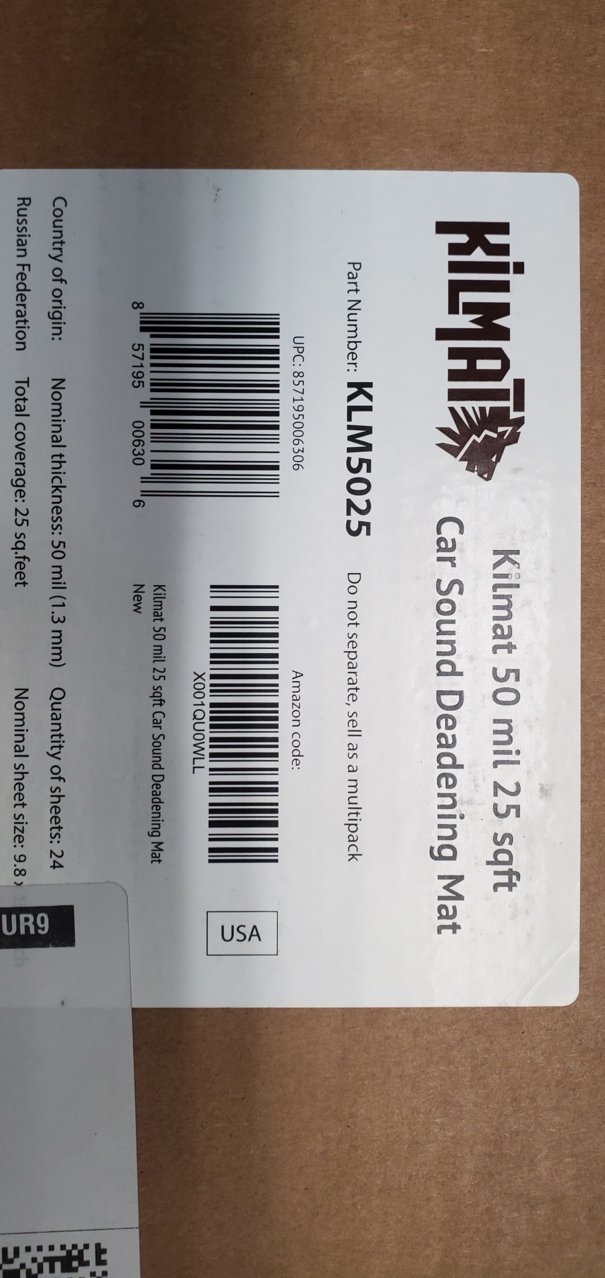 KiLMAT
Kilmat 50 mil 25 sqft
Car Sound Deadening Mat
Part Number: KLM5025
Do not separate, sell as a multipack
UPC: 857195006306
8 57195 00630 6
Amazon code:
X001QU0WLL
Kilmat 50 mil 25 sqft Car Sound Deadening Mat
New
USA
Country of origin:
Russian Federation
Nominal thickness: 50 mil (1.3 mm)
Total coverage: 25 sq.feet
Quantity of sheets: 24
Nominal sheet size: 9.8
UR9